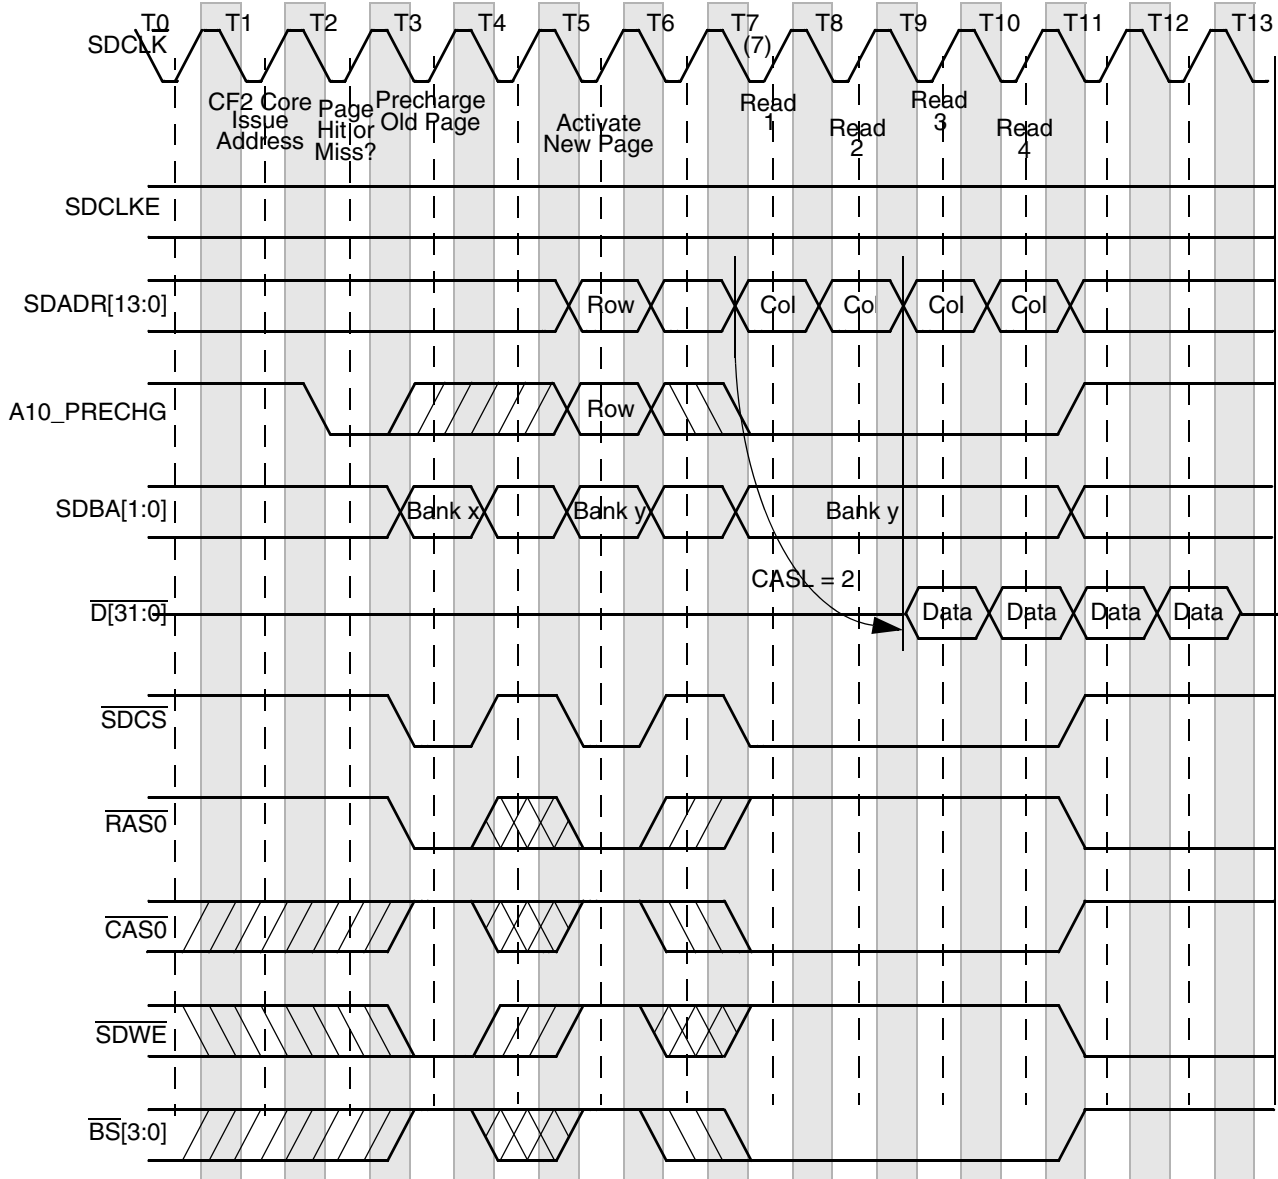 T0 T1 T2 T3 T4 T5 T6 T7 T8 T9 T10 T11 T12 T13
SDCLK
(7)
CF2 Core
Issue
Address
Page
Hit or
Miss?
Precharge
Old Page
Activate
New Page
Read
1
Read
2
Read
3
Read
4
SDCLKE
SDADR[13:0] Row Col Col Col Col
A10_PRECHG Row
SDBA[1:0] Bank x Bank y Bank y
CASL = 2
D[31:0] Data Data Data Data
SDCS
RAS0
CAS0
SDWE
BS[3:0]